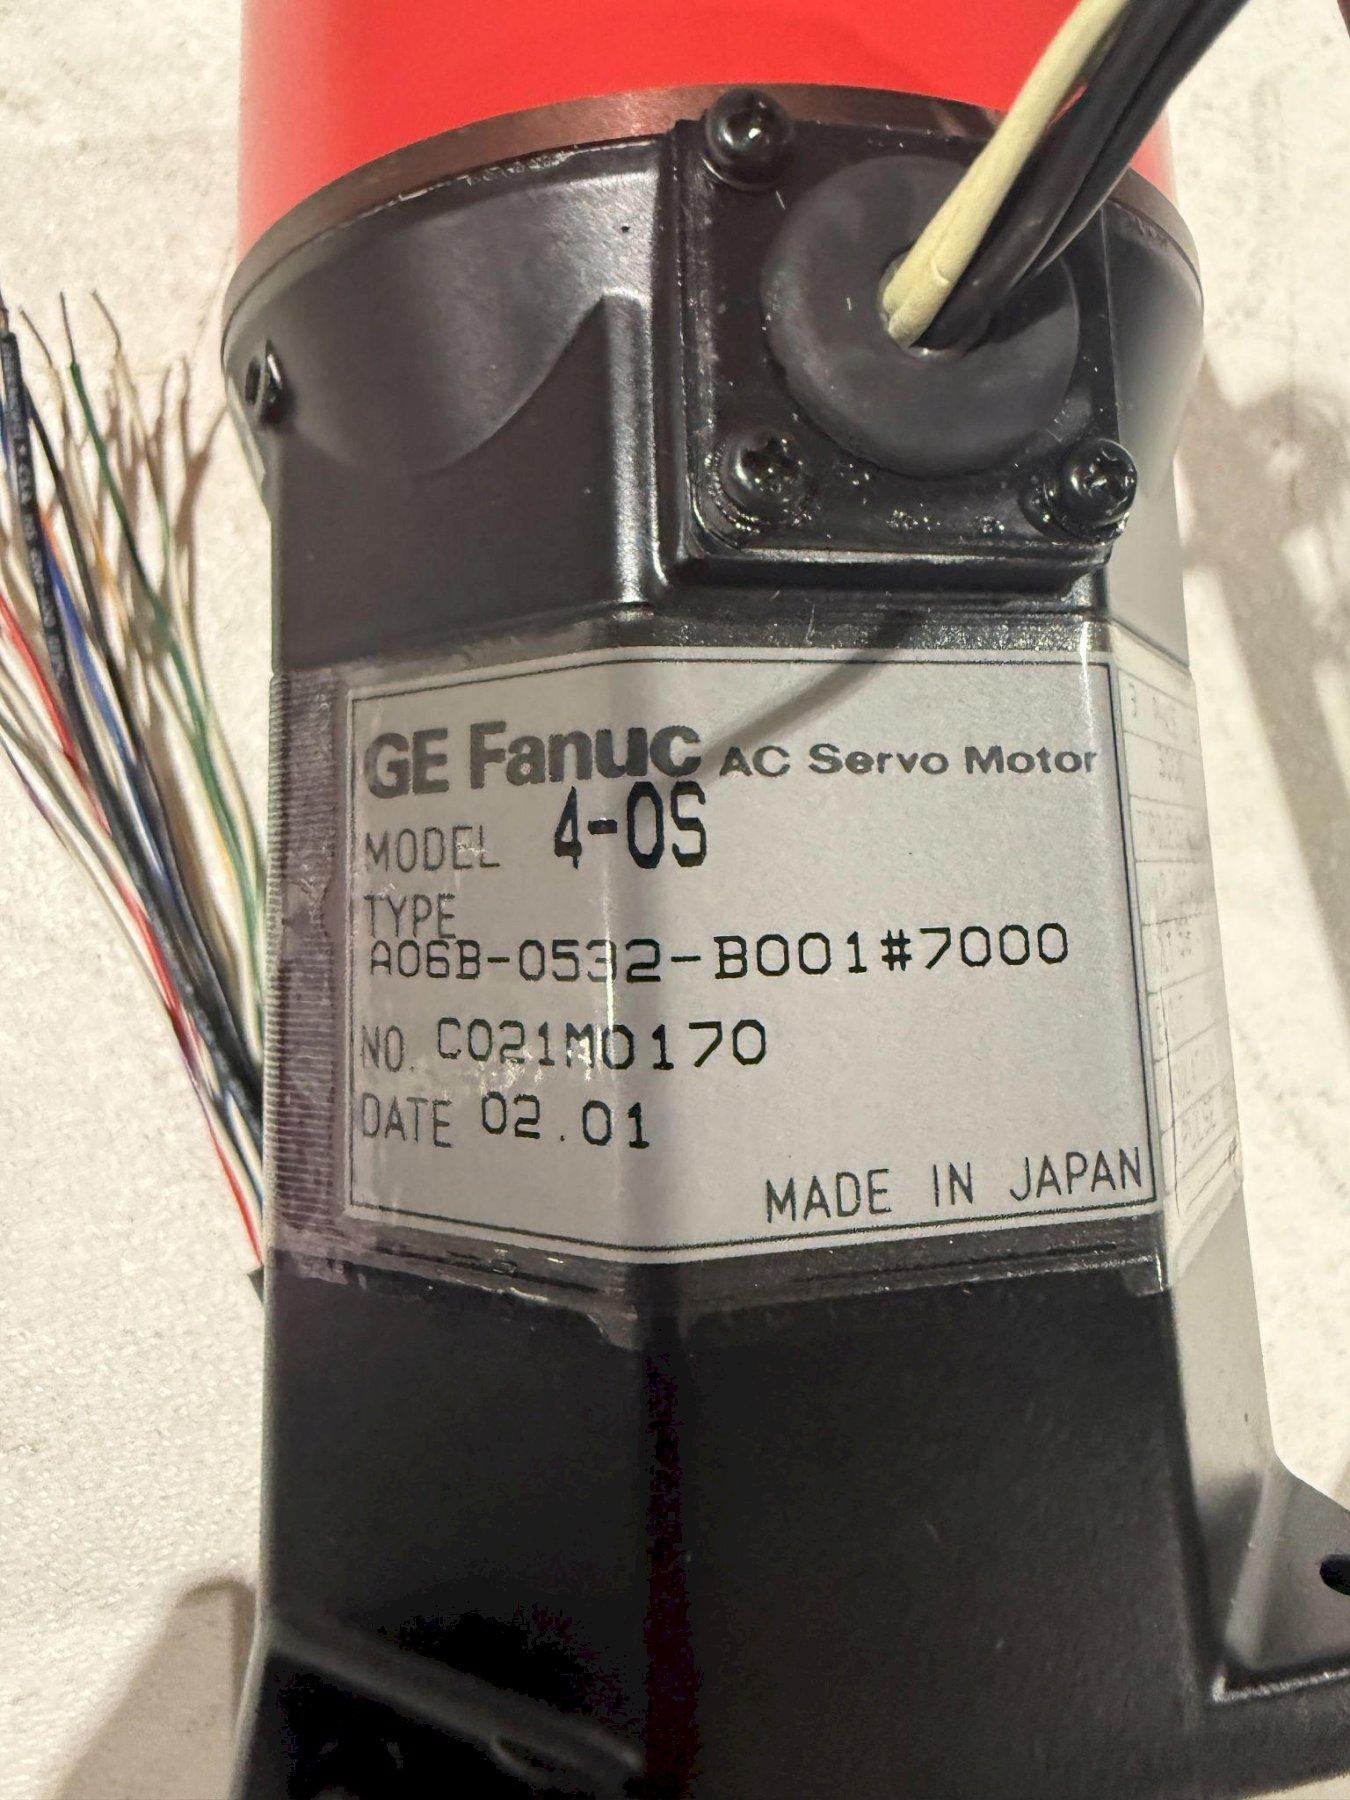 GE Fanuc AC Servo Motor
MODEL 4-0S
TYPE
A06B-0532-B001#7000
NO. C021M0170
DATE 02.01
MADE IN JAPAN